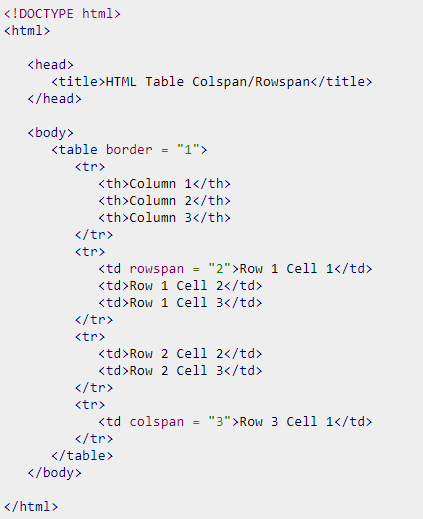 <!DOCTYPE html>
<html>
<head>
<title>HTML Table Colspan/Rowspan</title>
</head>
<body>
<table border = "1">
<tr>
<th>Column 1</th>
<th>Column 2</th>
<th>Column 3</th>
</tr>
<tr>
<td rowspan = "2">Row 1 Cell 1</td>
<td>Row 1 Cell 2</td>
<td>Row 1 Cell 3</td>
</tr>
<tr>
<td>Row 2 Cell 2</td>
<td>Row 2 Cell 3</td>
</tr>
<tr>
<td colspan = "3">Row 3 Cell 1</td>
</tr>
</table>
</body>
</html>